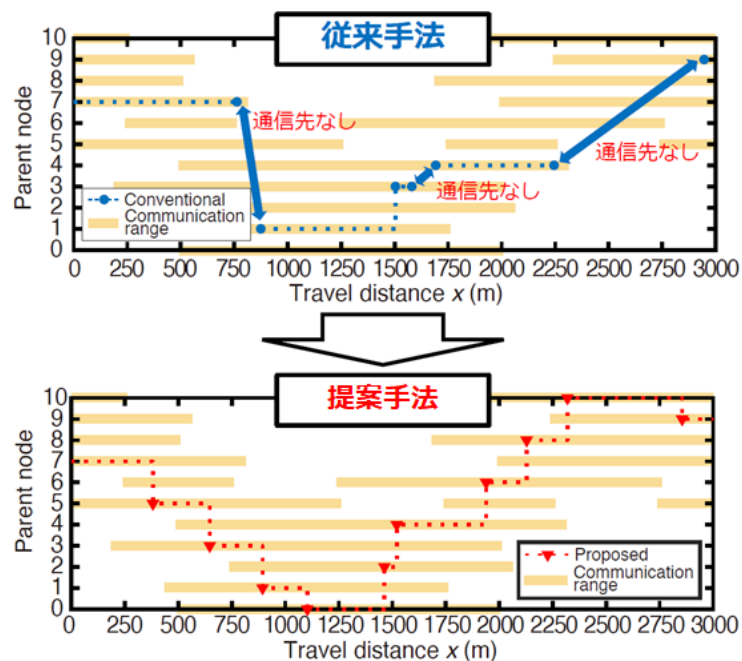 従来手法
10
9
8
7
6
5
4
3
2
1
0
Parent node
通信先なし
通信先なし
通信先なし
Conventional
Communication
range
0 250 500 750 1000 1250 1500 1750 2000 2250 2500 2750 3000
Travel distance x (m)
提案手法
10
9
8
7
6
5
4
3
2
1
0
Parent node
Proposed
Communication
range
0 250 500 750 1000 1250 1500 1750 2000 2250 2500 2750 3000
Travel distance x (m)